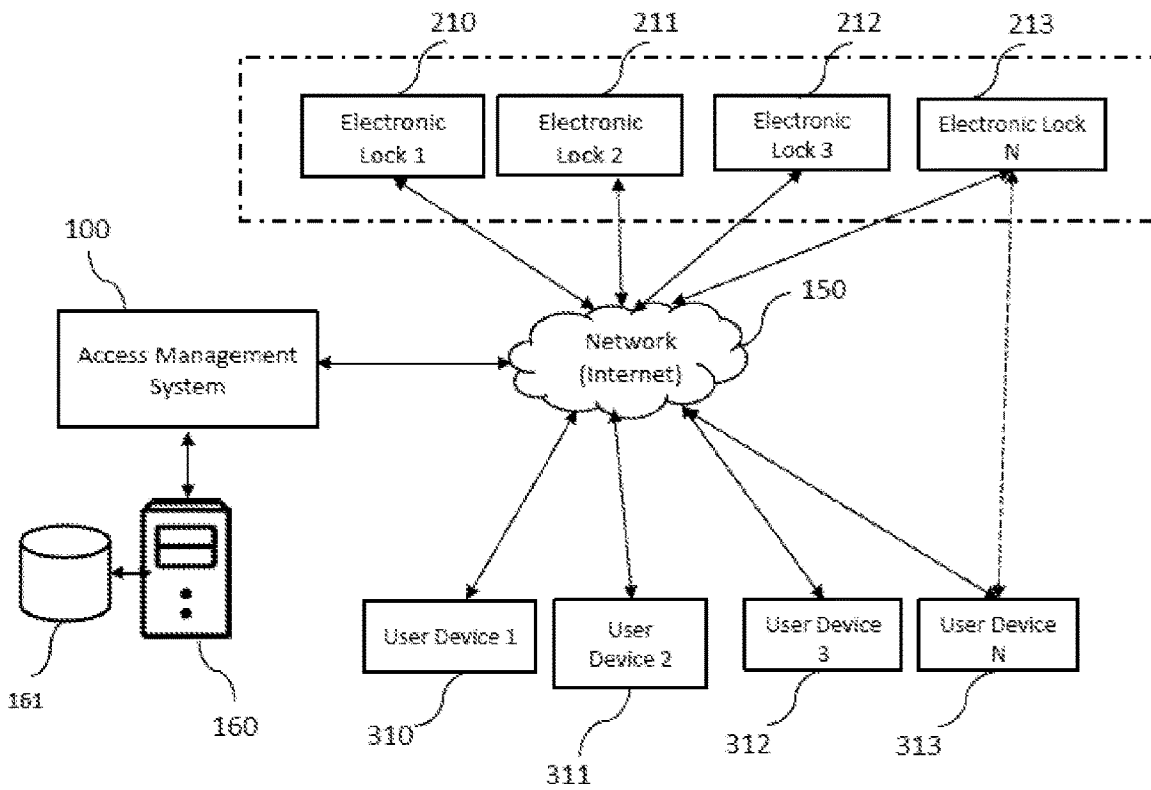 210
211
212
213
Electronic
Lock 1
Electronic
Lock 2
Electronic
Lock 3
Electronic Lock
N
100
Access Management
System
150
Network
(Internet)
161
160
User Device 1
User
Device 2
User Device
3
User Device
N
310
311
312
313